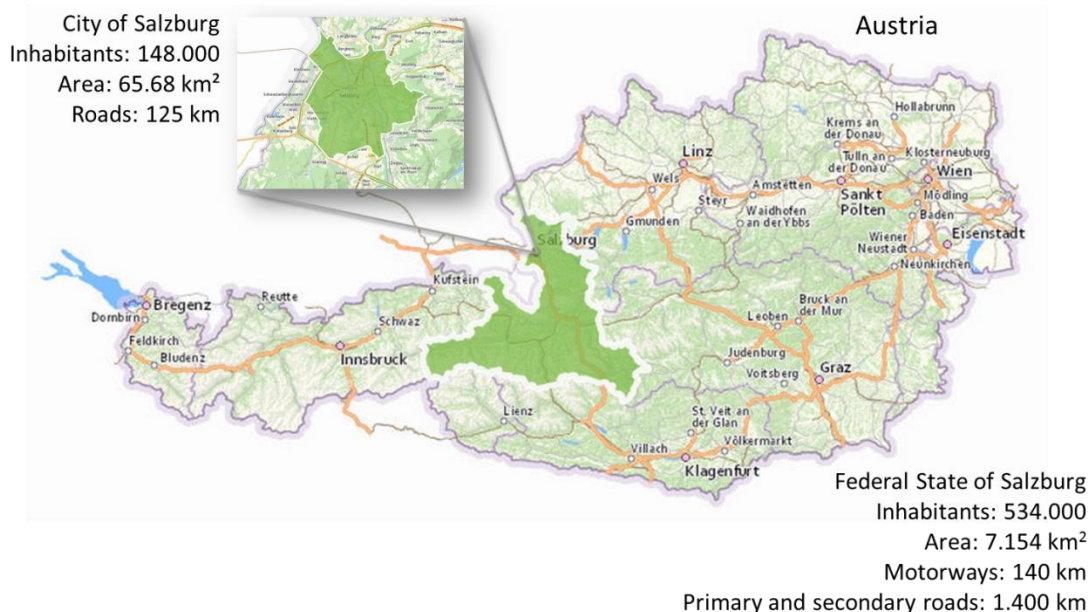 City of Salzburg
Inhabitants: 148.000
Area: 65.68 km²
Roads: 125 km
Austria
Hollabrunn
Krems an
der Donau
Tulln an
der Donau
Klosterneuburg
Linz
Wien
Wels
Amstetten
Sankt
Pölten
Mödling
Steyr
Baden
Gmunden
Waidhofen
an der Ybbs
Eisenstadt
Salzburg
Wiener
Neustadt
Neunkirchen
Kufstein
Bregenz
Reutte
Bruck an
der Mur
Dornbirn
Schwaz
Leoben
Feldkirch
Innsbruck
Judenburg
Bludenz
Voitsberg
Graz
Lienz
St. Veit an
der Glan
Völkermarkt
Villach
Klagenfurt
Federal State of Salzburg
Inhabitants: 534.000
Area: 7.154 km²
Motorways: 140 km
Primary and secondary roads: 1.400 km